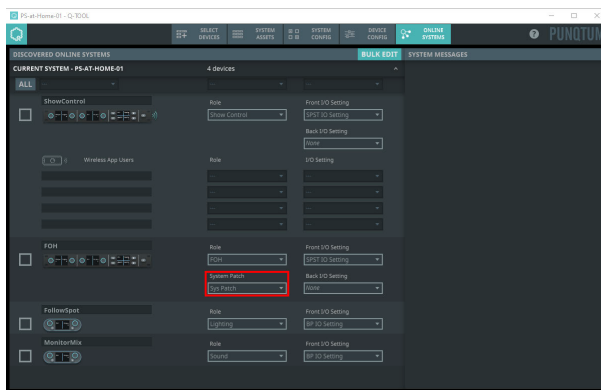 PS-at-Home-01 - Q-TOOL
SELECT DEVICES
SYSTEM ASSETS
SYSTEM CONFIG
DEVICE CONFIG
ONLINE SYSTEMS
PUNQTUM
DISCOVERED ONLINE SYSTEMS
BULK EDIT
SYSTEM MESSAGES
CURRENT SYSTEM - PS-AT-HOME-01
4 devices
ALL
ShowControl
Role
Front I/O Setting
Show Control
SPST IO Setting
Back I/O Setting
None
Wireless App Users
Role
I/O Setting
FOH
Role
Front I/O Setting
FOH
SPST IO Setting
System Patch
Back I/O Setting
Sys Patch
None
FollowSpot
Role
Front I/O Setting
Lighting
BP IO Setting
MonitorMix
Role
Front I/O Setting
Sound
BP IO Setting